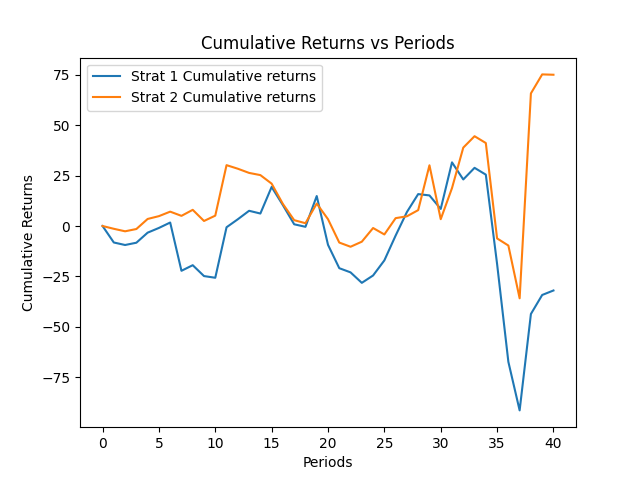 Cumulative Returns vs Periods
Strat 1 Cumulative returns
Strat 2 Cumulative returns
Cumulative Returns
75
50
25
0
−25
−50
−75
0 5 10 15 20 25 30 35 40
Periods